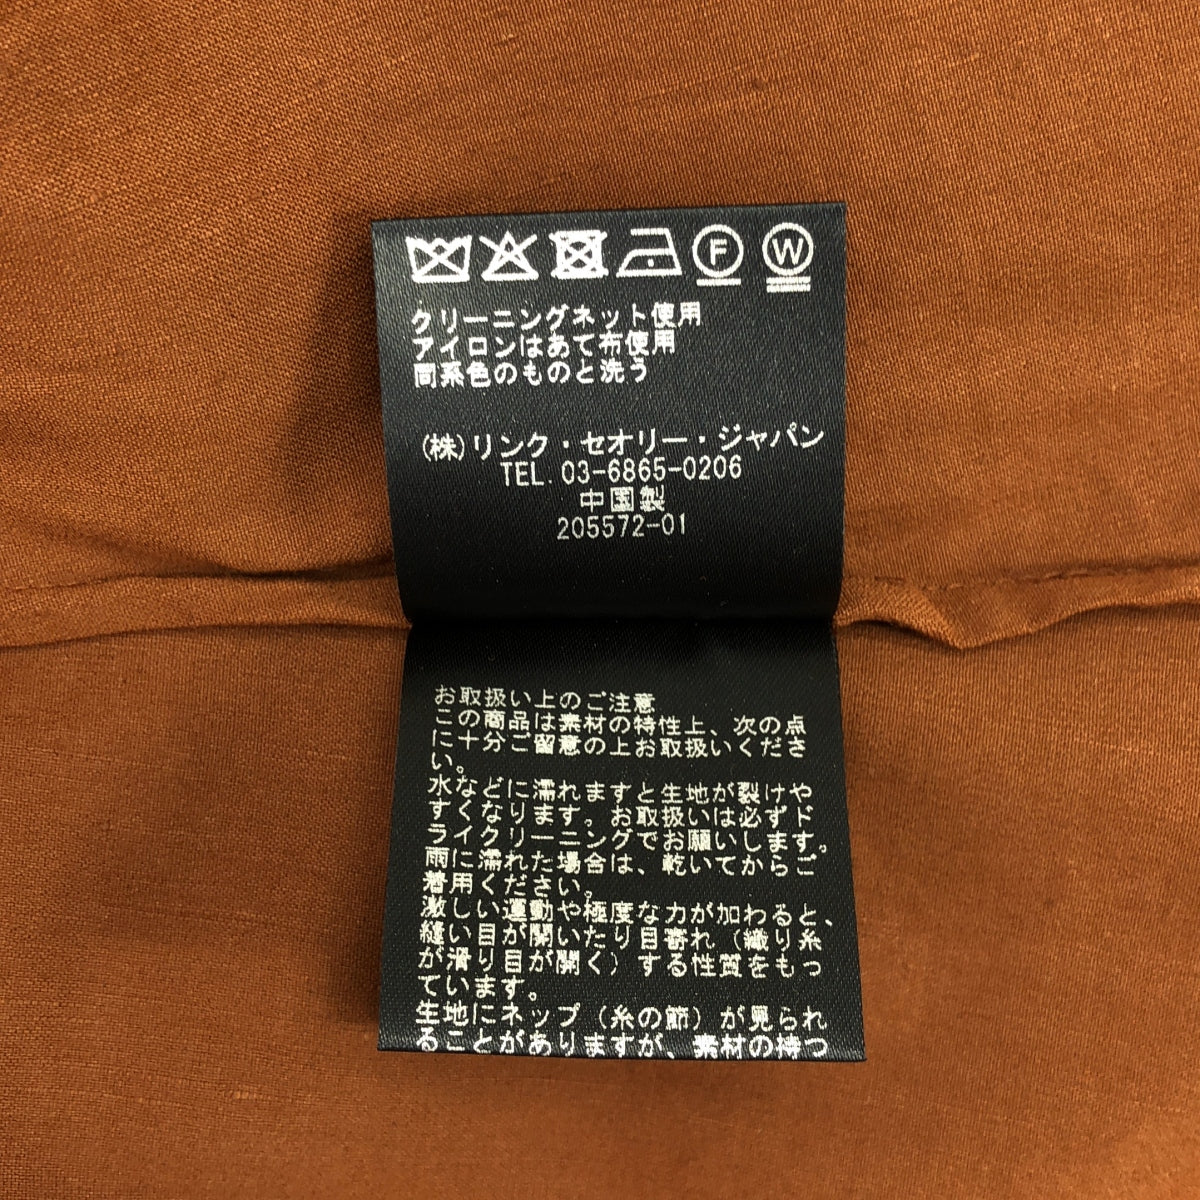 F W
クリーニングネット使用
アイロンはあて布使用
同系色のものと洗う
(株)リンク・セオリー・ジャパン
TEL.03-6865-0206
中国製
205572-01
お取扱い上のご注意
この商品は素材の特性上、次の点
に十分ご留意の上お取扱いくださ
い。
水などに濡れますと生地が裂けや
すくなります。お取扱いは必ずド
ライクリーニングでお願いします。
雨に濡れた場合は、乾いてからご
着用ください。
激しい運動や極度な力が加わると、
縫い目が開いたり目寄れ(織り糸
が滑り目が開く)する性質をもっ
ています。
生地にネップ(糸の節)が見られ
ることがありますが、素材の持つ